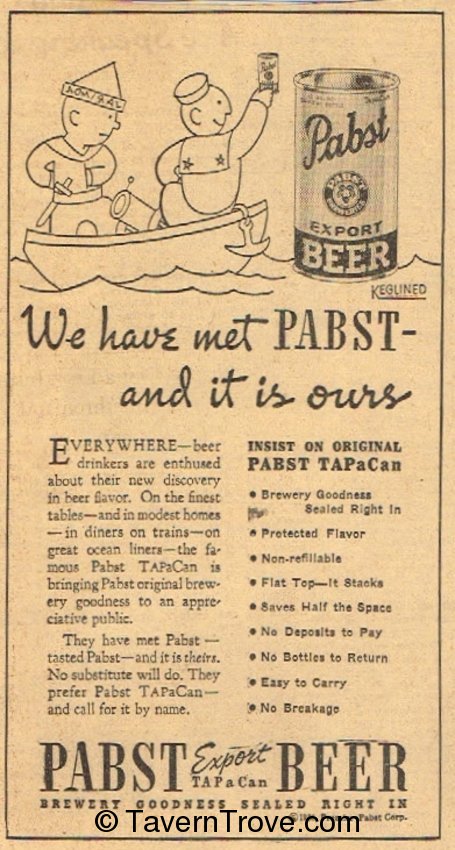 ADMIRAL
Pabst
Pabst
PABST
EXPORT
BEER
KEGLINED
We have met PABST-
and it is ours
EVERYWHERE—beer
drinkers are enthused
about their new discovery
in beer flavor. On the finest
tables—and in modest homes
—in diners on trains—on
great ocean liners—the fa-
mous Pabst TAPaCan is
bringing Pabst original brew-
ery goodness to an appre-
ciative public.
They have met Pabst—
tasted Pabst—and it is theirs.
No substitute will do. They
prefer Pabst TAPaCan—
and call for it by name.
INSIST ON ORIGINAL
PABST TAPaCan
• Brewery Goodness
Sealed Right In
• Protected Flavor
• Non-refillable
• Flat Top—It Stacks
• Saves Half the Space
• No Deposits to Pay
• No Bottles to Return
• Easy to Carry
• No Breakage
PABST Export TAPaCan BEER
BREWERY GOODNESS SEALED RIGHT IN
Pabst Corp.
© TavernTrove.com